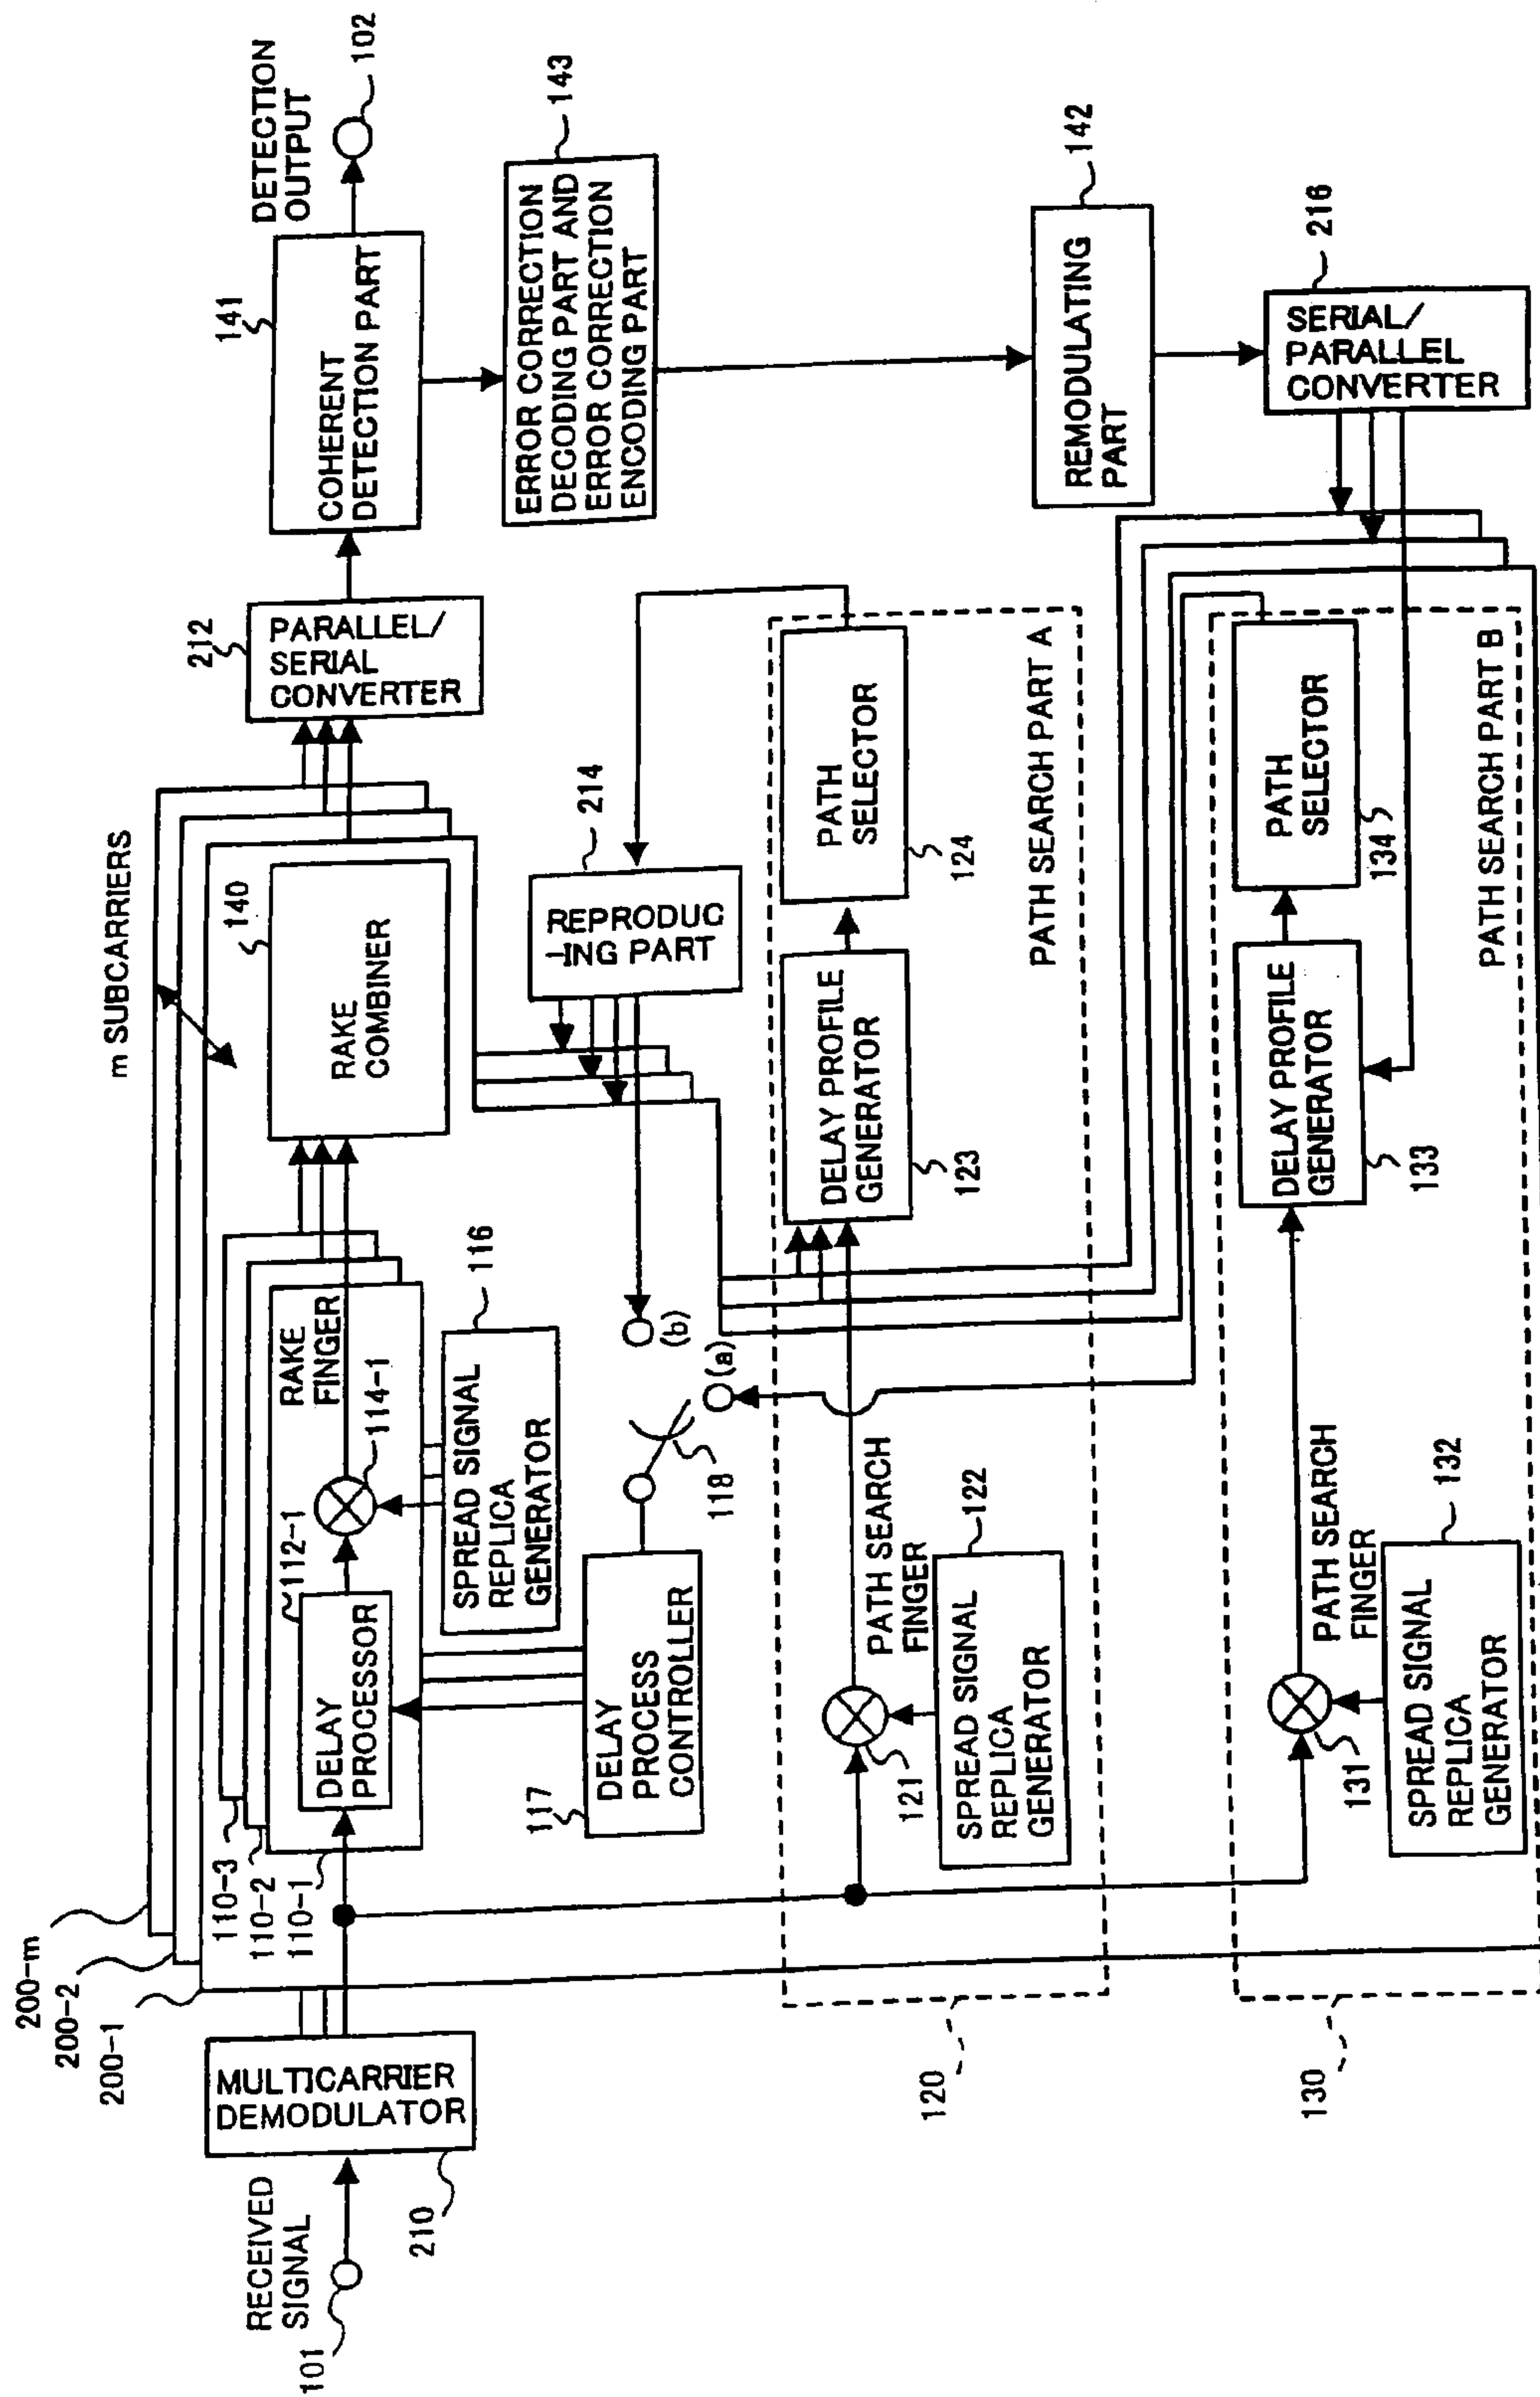 RECEIVED
SIGNAL
101
MULTICARRIER
DEMODULATOR
210
200-m
200-2
200-1
110-3
110-2
110-1
m SUBCARRIERS
DELAY
PROCESSOR
112-1
RAKE
FINGER
114-1
SPREAD SIGNAL
REPLICA
GENERATOR
116
DELAY
PROCESS
CONTROLLER
117
118
(b)
(a)
RAKE
COMBINER
140
212
PARALLEL/
SERIAL
CONVERTER
141
COHERENT
DETECTION PART
DETECTION
OUTPUT
102
ERROR CORRECTION
DECODING PART AND
ERROR CORRECTION
ENCODING PART
143
REPRODUC
-ING PART
214
121
SPREAD SIGNAL
REPLICA
GENERATOR
122
PATH SEARCH
FINGER
DELAY PROFILE
GENERATOR
123
PATH
SELECTOR
124
PATH SEARCH PART A
120
REMODULATING
PART
142
SERIAL/
PARALLEL
CONVERTER
216
131
SPREAD SIGNAL
REPLICA
GENERATOR
132
PATH SEARCH
FINGER
DELAY PROFILE
GENERATOR
133
PATH
SELECTOR
134
PATH SEARCH PART B
130